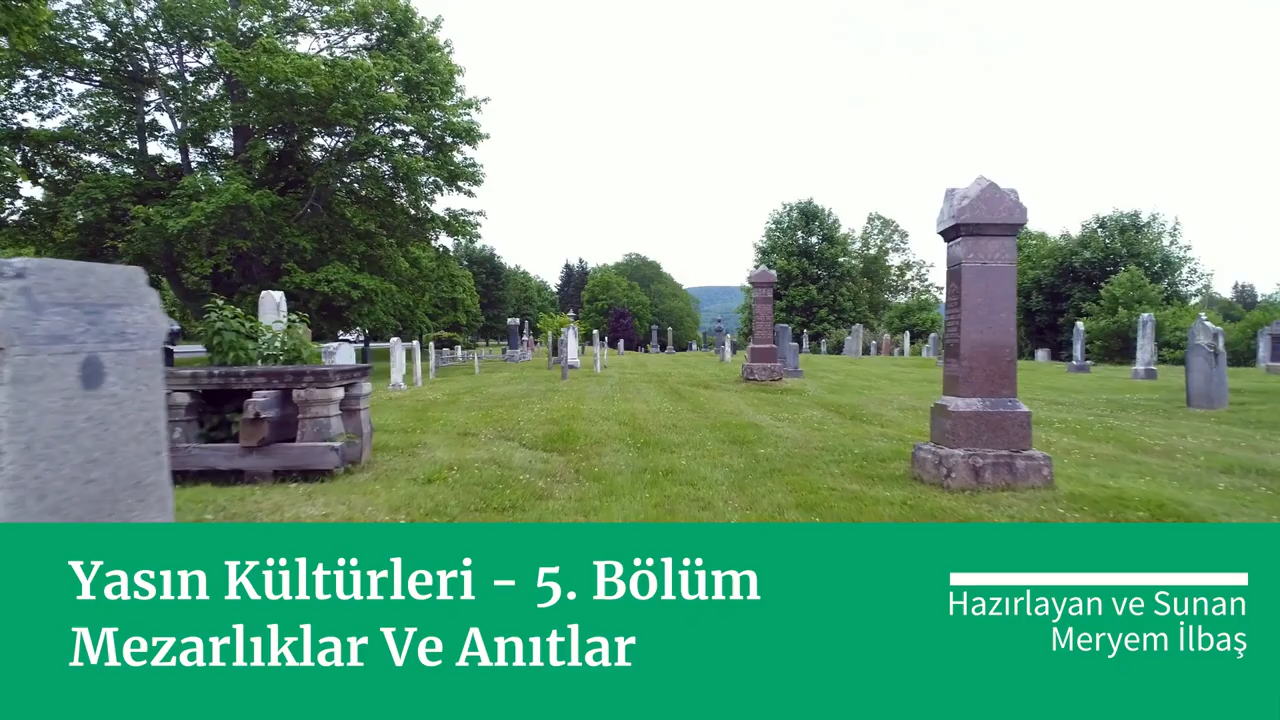 Yasın Kültürleri - 5. Bölüm
Mezarlıklar Ve Anıtlar
Hazırlayan ve Sunan
Meryem İlbaş